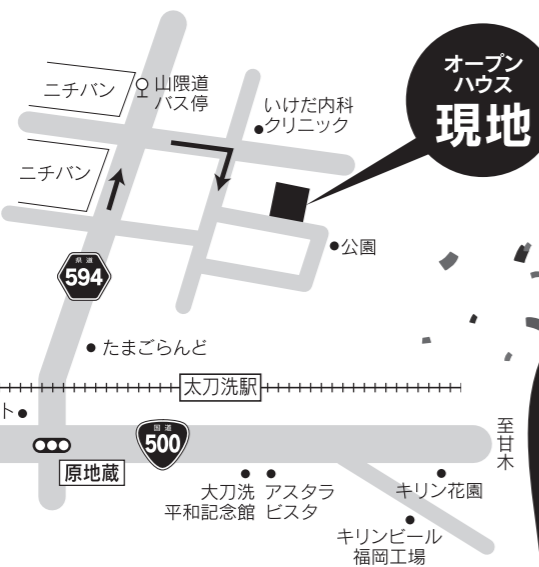 オープン
ハウス
現地
ニチバン
山隈道
バス停
いけだ内科
クリニック
ニチバン
公園
県道
594
たまごらんど
太刀洗駅
ト
国道
500
至甘木
原地蔵
大刀洗
平和記念館
アスタラ
ビスタ
キリン花園
キリンビール
福岡工場